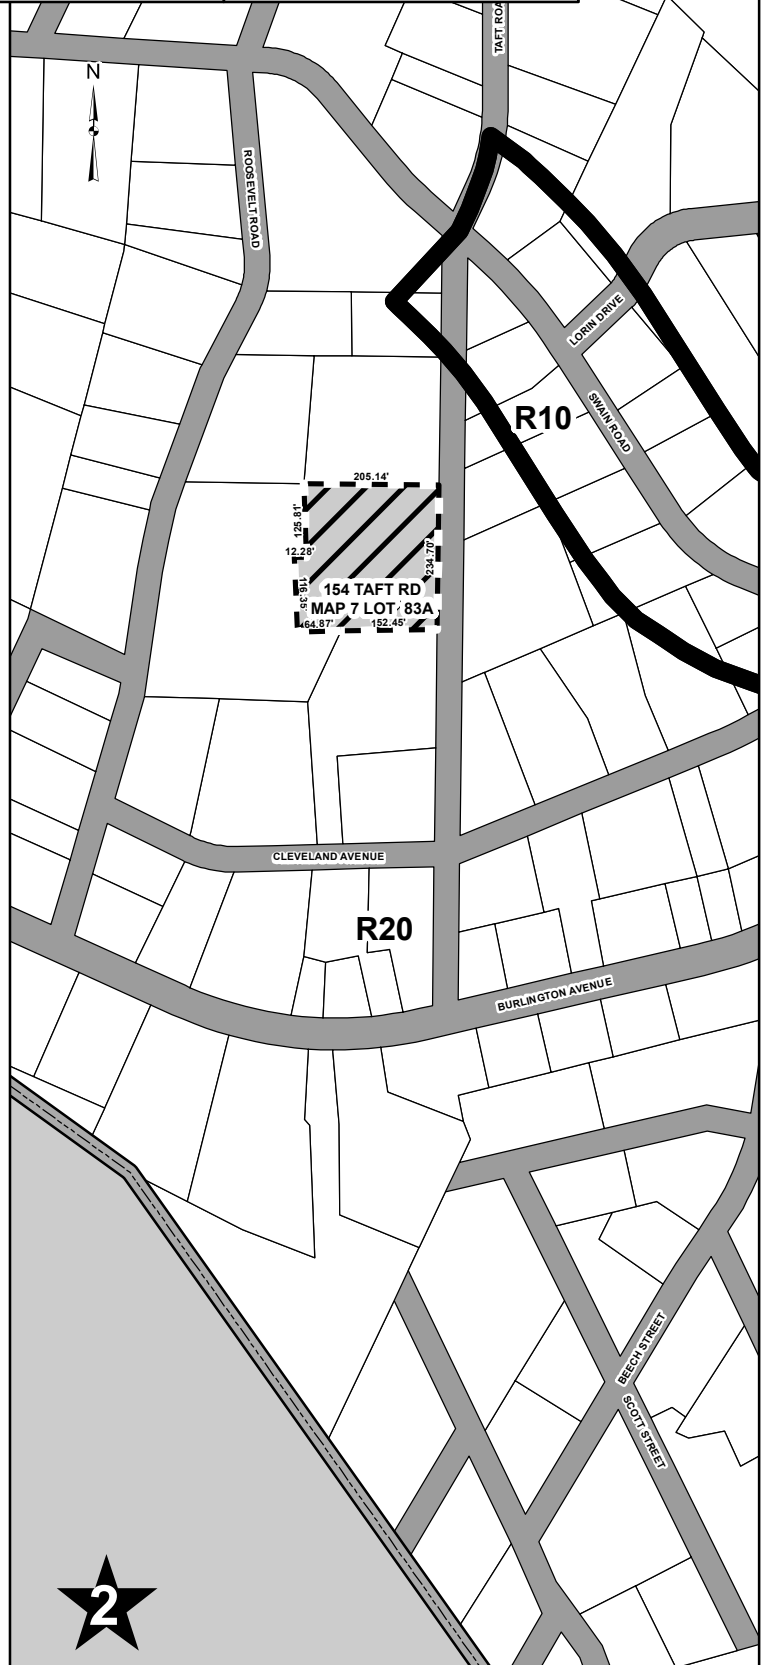 TAFT ROA
N
ROOSEVELT ROAD
LORIN DRIVE
R10
SWAIN ROAD
205.14'
125.81'
12.28'
234.70'
116.35'
154 TAFT RD
MAP 7 LOT 83A
64.87'
152.45'
CLEVELAND AVENUE
R20
BURLINGTON AVENUE
BEECH STREET
SCOTT STREET
2